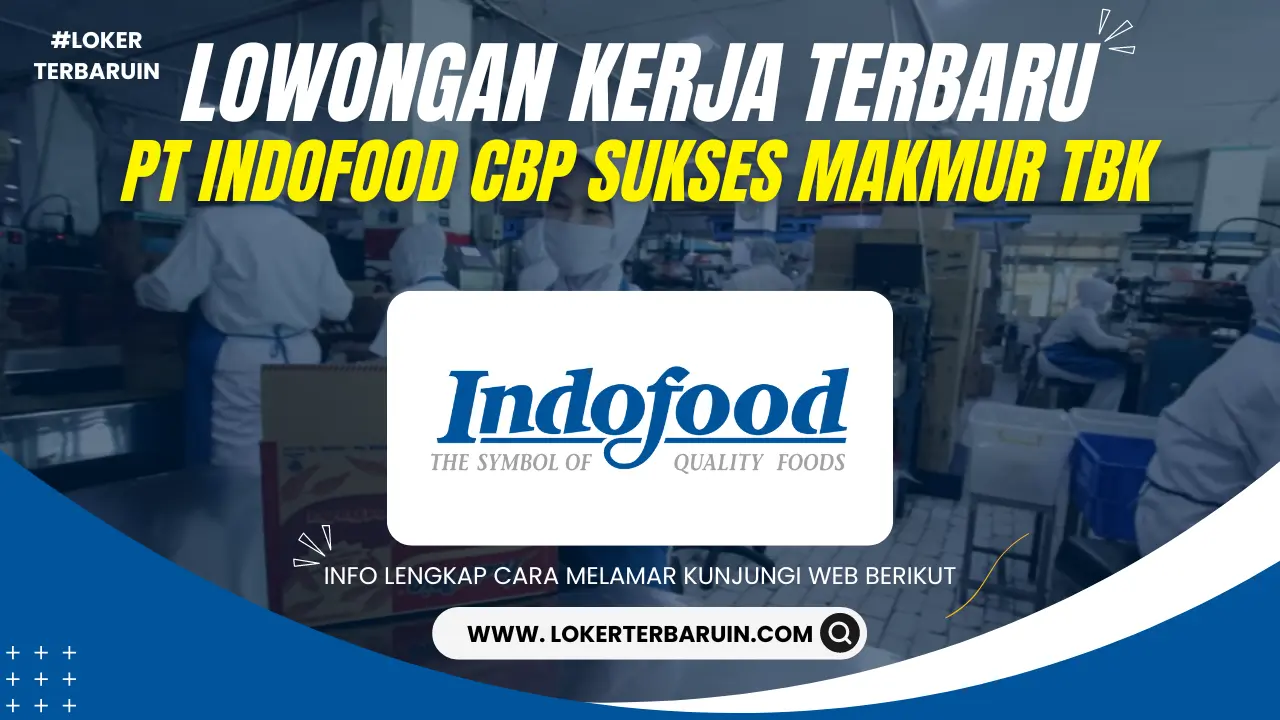 #LOKER
TERBARUIN
LOWONGAN KERJA TERBARU
PT INDOFOOD CBP SUKSES MAKMUR TBK
Indofood
THE SYMBOL OF QUALITY FOODS
INFO LENGKAP CARA MELAMAR KUNJUNGI WEB BERIKUT
WWW. LOKERTERBARUIN.COM